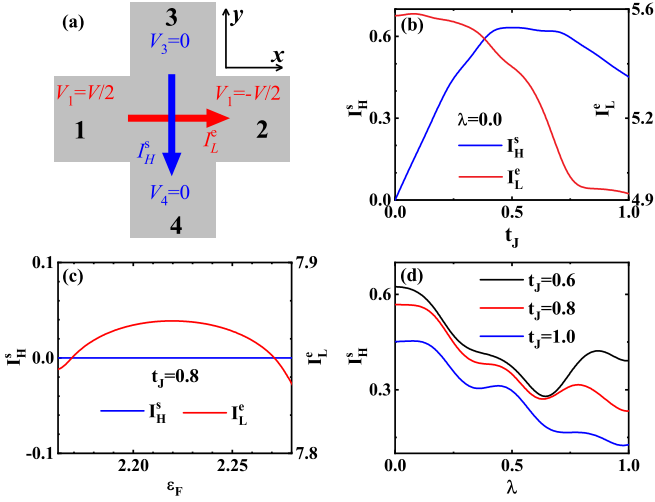 (a)
3
V₃=0
y
x
V₁=V/2
V₁=-V/2
1
2
I_H^s
I_L^e
V₄=0
4
(b)
0.6
0.3
0.0
I_H^s
5.6
5.2
4.9
I_L^e
λ=0.0
I_H^s
I_L^e
0.0
0.5
1.0
t_J
(c)
0.1
0.0
-0.1
I_H^s
7.9
7.8
I_L^e
t_J=0.8
I_H^s
I_L^e
2.20
2.25
ε_F
(d)
0.6
0.3
I_H^s
t_J=0.6
t_J=0.8
t_J=1.0
0.0
0.5
1.0
λ